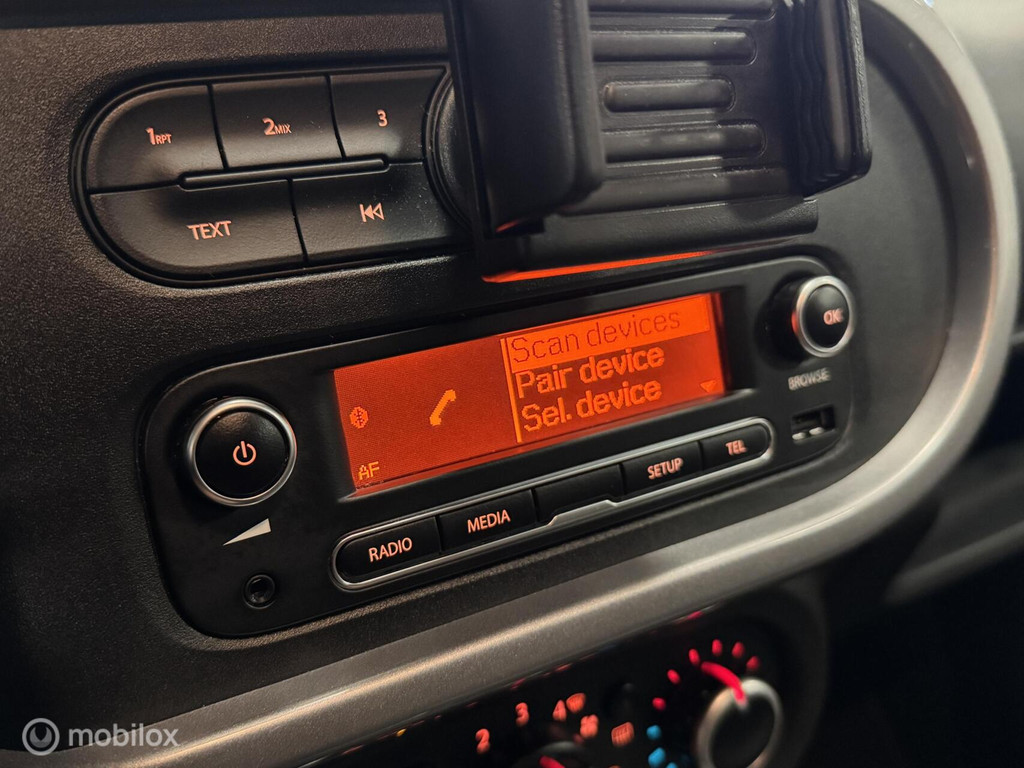 1RPT 2MIX 3
TEXT
Scan devices
Pair device
Sel. device
AF
OK
BROWSE
RADIO MEDIA SETUP TEL
2 3 4
mobilox